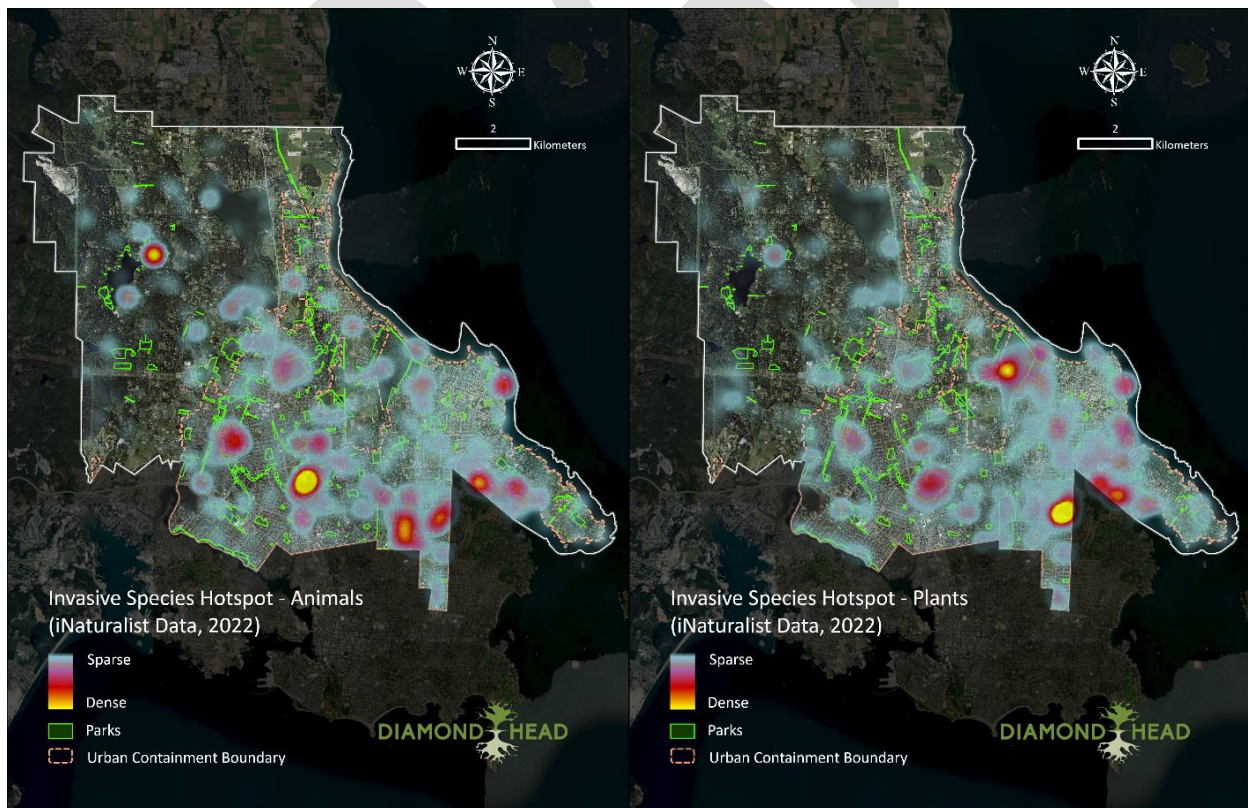 N
W E
S
2
Kilometers
Invasive Species Hotspot - Animals
(iNaturalist Data, 2022)
Sparse
Dense
Parks
Urban Containment Boundary
DIAMOND HEAD
N
W E
S
2
Kilometers
Invasive Species Hotspot - Plants
(iNaturalist Data, 2022)
Sparse
Dense
Parks
Urban Containment Boundary
DIAMOND HEAD